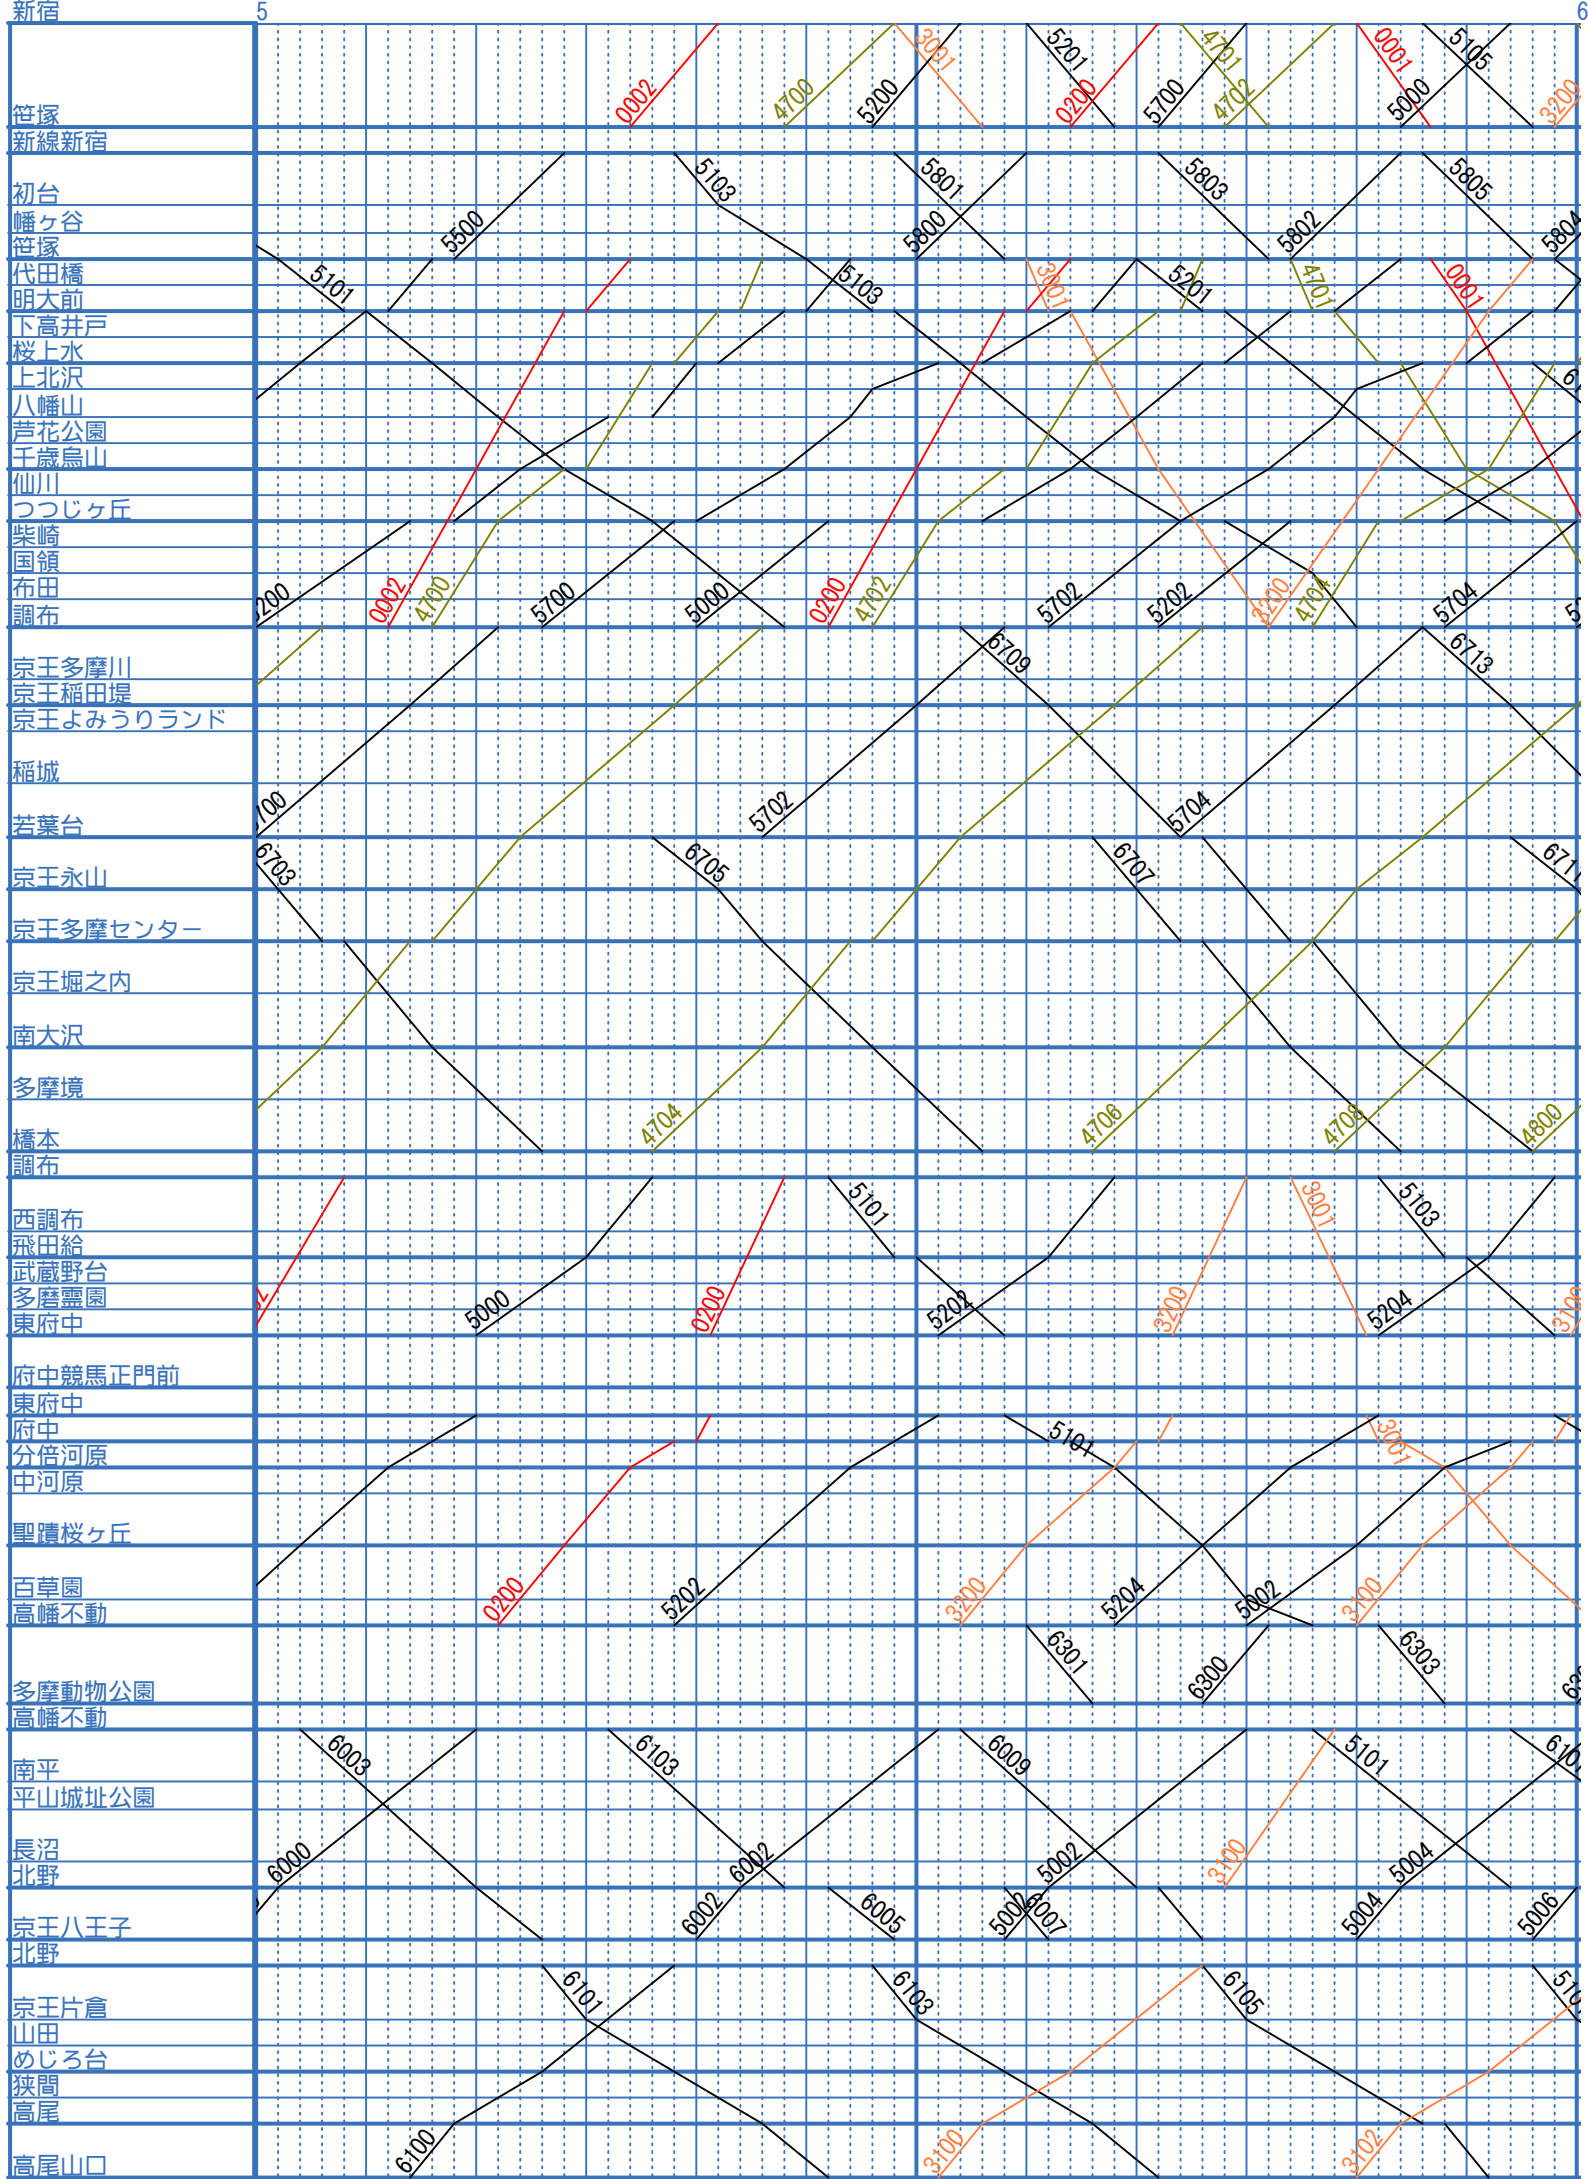 新宿 5 6
0002 4700 5200 3001 5201 0200 5700 4701 4702 0001 5105 5000 3200
笹塚
新線新宿
5500 5103 5801 5800 5803 5802 5805 5804
初台
幡ヶ谷
笹塚
5101 5103 3001 5201 4701 0001
代田橋
明大前
下高井戸
桜上水
上北沢
八幡山
芦花公園
千歳烏山
仙川
つつじヶ丘
柴崎
国領
布田
200 0002 4700 5700 5000 0200 4702 5702 5202 3200 4704 5704
調布
6709 6713
京王多摩川
京王稲田堤
京王よみうりランド
稲城
700 5702 5704
若葉台
6703 6705 6707 6711
京王永山
京王多摩センター
京王堀之内
南大沢
多摩境
4704 4706 4708 4800
橋本
調布
5101 3001 5103
西調布
飛田給
武蔵野台
多磨霊園
5000 0200 5202 3200 5204 3100
東府中
府中競馬正門前
東府中
府中
5101 3001
分倍河原
中河原
聖蹟桜ヶ丘
百草園
0200 5202 3200 5204 5002 3100
高幡不動
6301 6300 6303
多摩動物公園
高幡不動
6003 6103 6009 5101
南平
平山城址公園
長沼
6000 6002 5002 3100 5004
北野
6002 6005 5002 6007 5004 5006
京王八王子
北野
6101 6103 6105
京王片倉
山田
めじろ台
狭間
高尾
6100 3100 3102
高尾山口